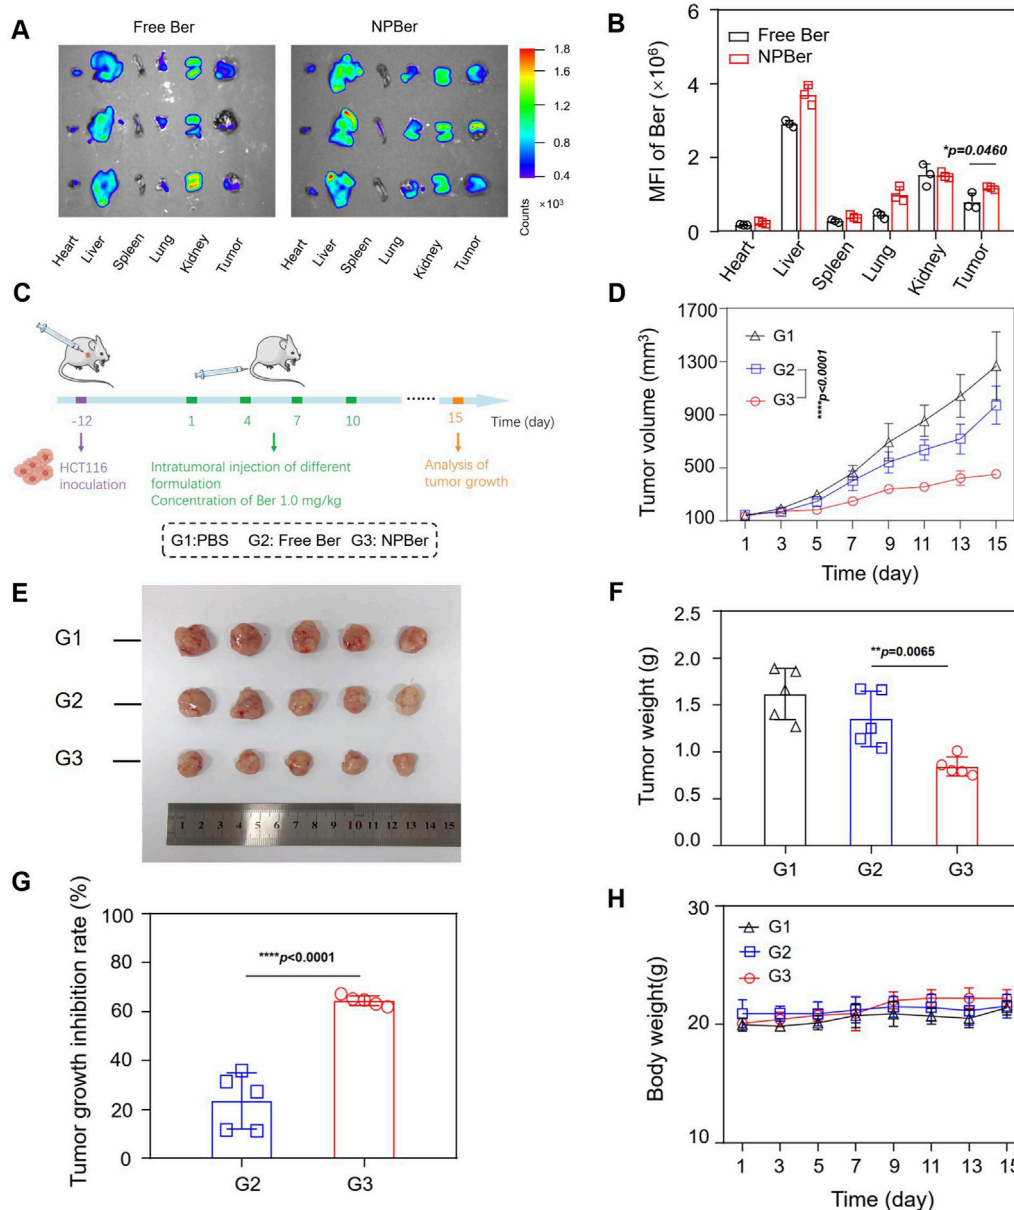 A
Free Ber
NPBer
1.8
1.6
1.4
1.2
1.0
0.8
0.6
0.4
×10³
Counts
Heart
Liver
Spleen
Lung
Kidney
Tumor
Heart
Liver
Spleen
Lung
Kidney
Tumor
B
MFI of Ber (×10⁶)
6
4
2
0
Free Ber
NPBer
*p=0.0460
Heart
Liver
Spleen
Lung
Kidney
Tumor
C
-12
1
4
7
10
15
Time (day)
HCT116
inoculation
Intratumoral injection of different
formulation
Concentration of Ber 1.0 mg/kg
Analysis of
tumor growth
G1:PBS G2: Free Ber G3: NPBer
D
Tumor volume (mm³)
1700
1300
900
500
100
G1
G2
G3
****p<0.0001
1 3 5 7 9 11 13 15
Time (day)
E
G1
G2
G3
1 2 3 4 5 6 7 8 9 10 11 12 13 14 15
F
Tumor weight (g)
2.5
2.0
1.5
1.0
0.5
0.0
**p=0.0065
G1 G2 G3
G
Tumor growth inhibition rate (%)
100
80
60
40
20
0
****p<0.0001
G2 G3
H
Body weight(g)
30
20
10
G1
G2
G3
1 3 5 7 9 11 13 15
Time (day)